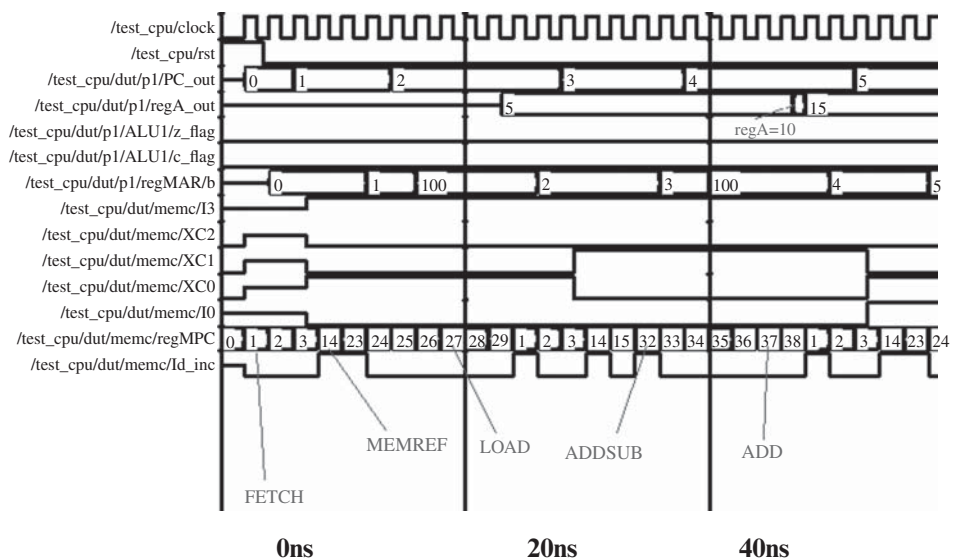 /test_cpu/clock
/test_cpu/rst
/test_cpu/dut/p1/PC_out 0 1 2 3 4 5
/test_cpu/dut/p1/regA_out 5 15
regA=10
/test_cpu/dut/p1/ALU1/z_flag
/test_cpu/dut/p1/ALU1/c_flag
/test_cpu/dut/p1/regMAR/b 0 1 100 2 3 100 4 5
/test_cpu/dut/memc/I3
/test_cpu/dut/memc/XC2
/test_cpu/dut/memc/XC1
/test_cpu/dut/memc/XC0
/test_cpu/dut/memc/I0
/test_cpu/dut/memc/regMPC 0 1 2 3 14 23 24 25 26 27 28 29 1 2 3 14 15 32 33 34 35 36 37 38 1 2 3 14 23 24
/test_cpu/dut/memc/Id_inc
MEMREF LOAD ADDSUB ADD
FETCH
0ns 20ns 40ns